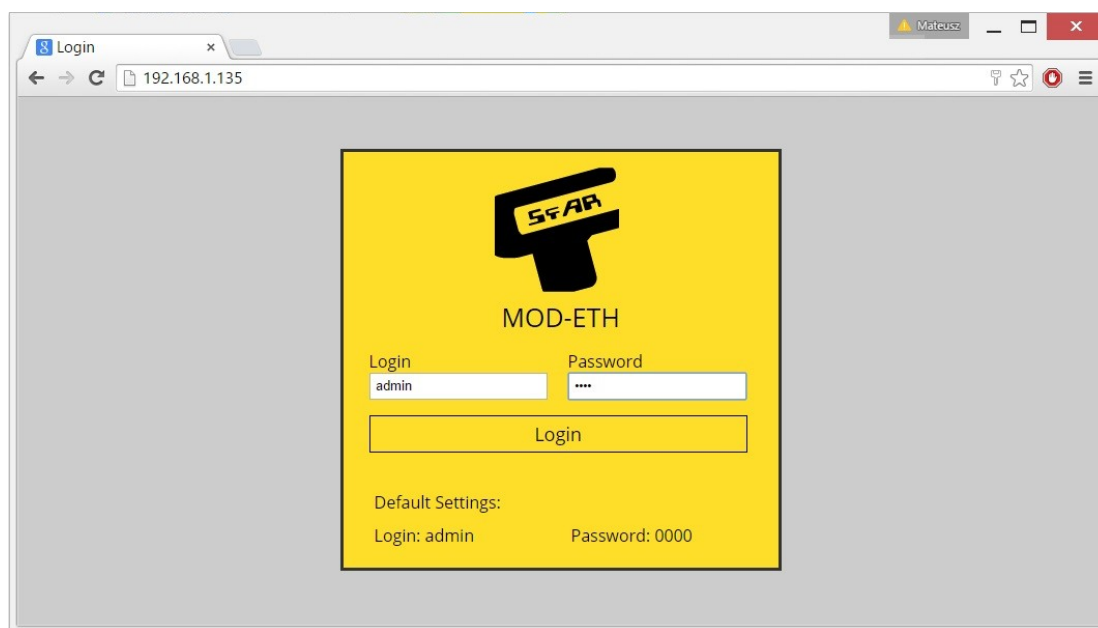 Mateusz
Login
192.168.1.135
STAR
MOD-ETH
Login Password
admin ••••
Login
Default Settings:
Login: admin Password: 0000